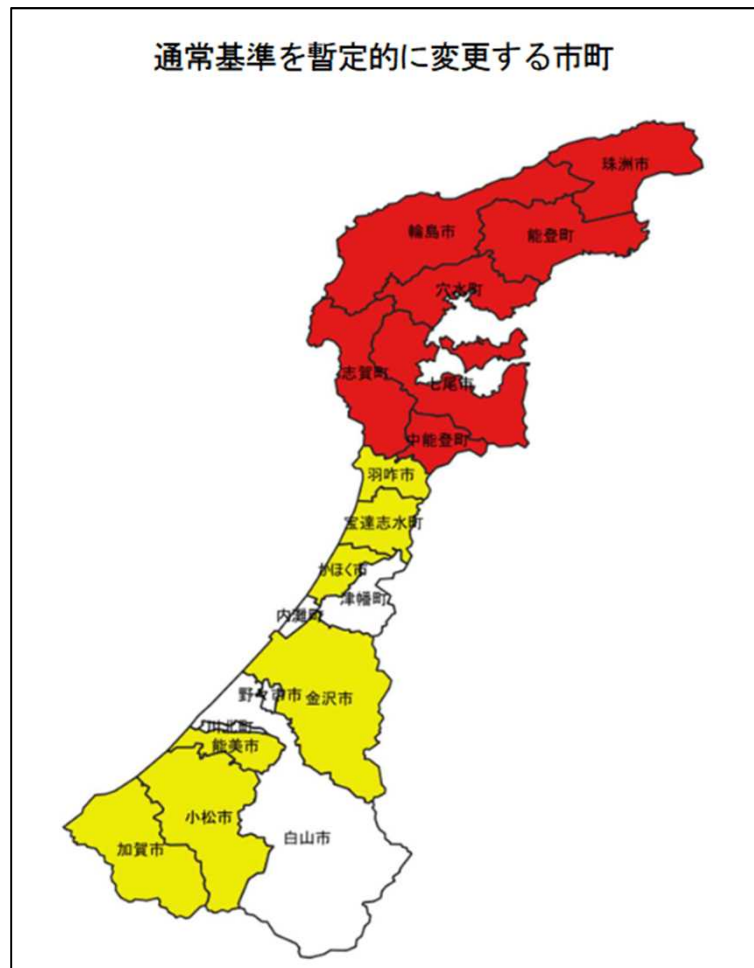 通常基準を暫定的に変更する市町
珠洲市
輪島市
能登町
穴水町
志賀町
七尾市
中能登町
羽咋市
宝達志水町
かほく市
津幡町
内灘町
野々市市
金沢市
川北町
能美市
小松市
白山市
加賀市